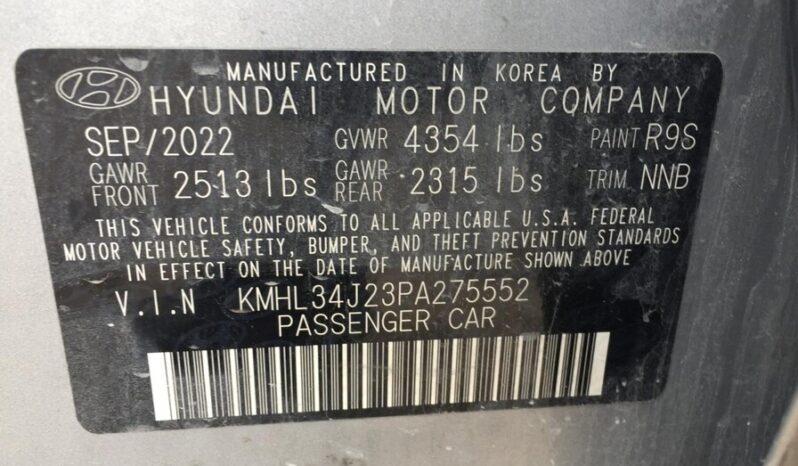 MANUFACTURED IN KOREA BY
HYUNDAI MOTOR COMPANY
SEP/2022 GVWR 4354 lbs PAINT R9S
GAWR FRONT 2513 lbs GAWR REAR 2315 lbs TRIM NNB
THIS VEHICLE CONFORMS TO ALL APPLICABLE U.S.A. FEDERAL
MOTOR VEHICLE SAFETY, BUMPER, AND THEFT PREVENTION STANDARDS
IN EFFECT ON THE DATE OF MANUFACTURE SHOWN ABOVE.
V.I.N KMHL34J23PA275552
PASSENGER CAR